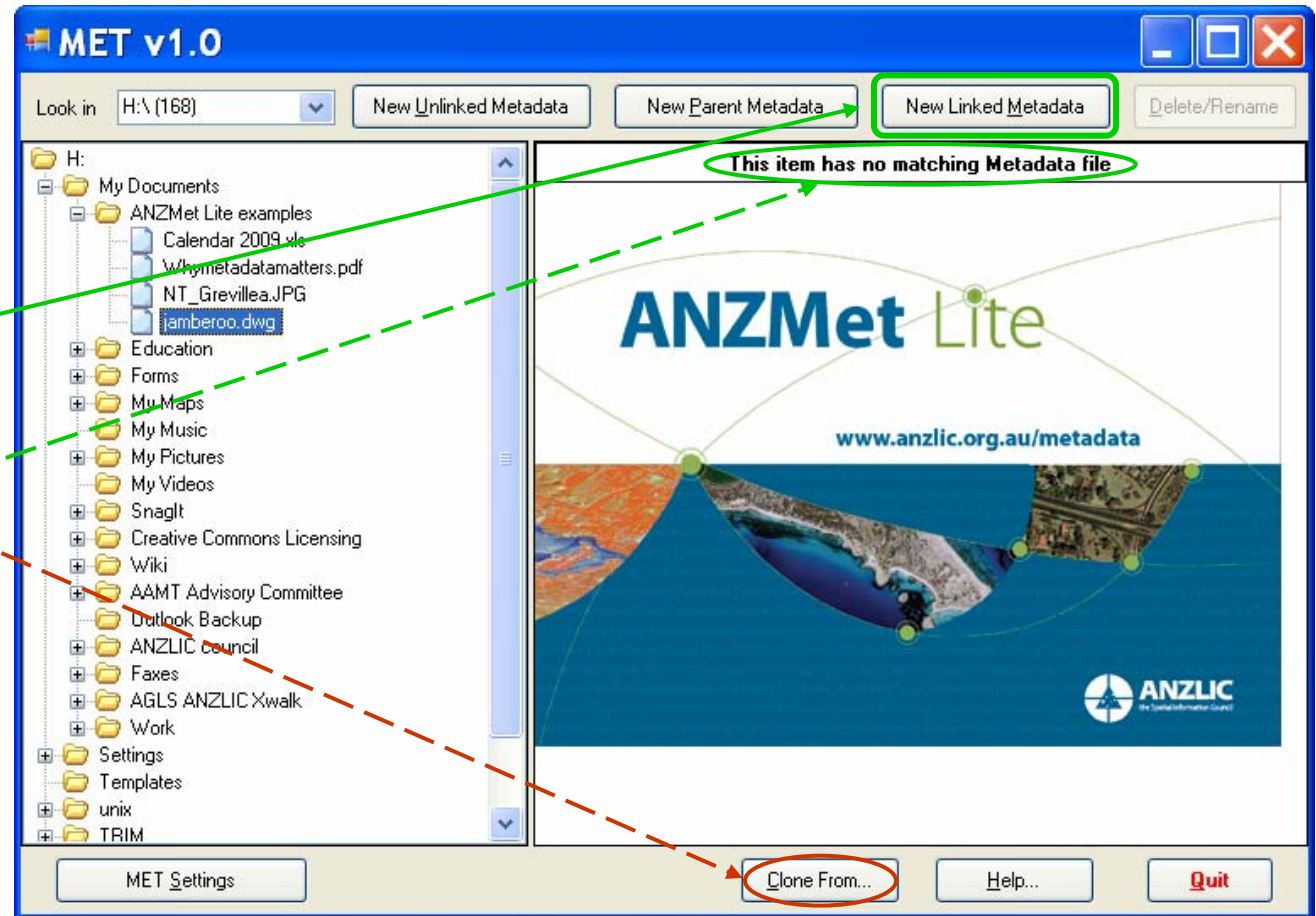 MET v1.0
Look in H:\ (168) New Unlinked Metadata New Parent Metadata New Linked Metadata Delete/Rename
This item has no matching Metadata file
H:
My Documents
ANZMet Lite examples
Calendar 2009.xls
Whymetadatamatters.pdf
NT_Grevillea.JPG
jamberoo.dwg
Education
Forms
My Maps
My Music
My Pictures
My Videos
SnagIt
Creative Commons Licensing
Wiki
AAMT Advisory Committee
Outlook Backup
ANZLIC council
Faxes
AGLS ANZLIC Xwalk
Work
Settings
Templates
unix
TRIM
ANZMet Lite
www.anzlic.org.au/metadata
ANZLIC
the Spatial Information Council
MET Settings Clone From... Help... Quit